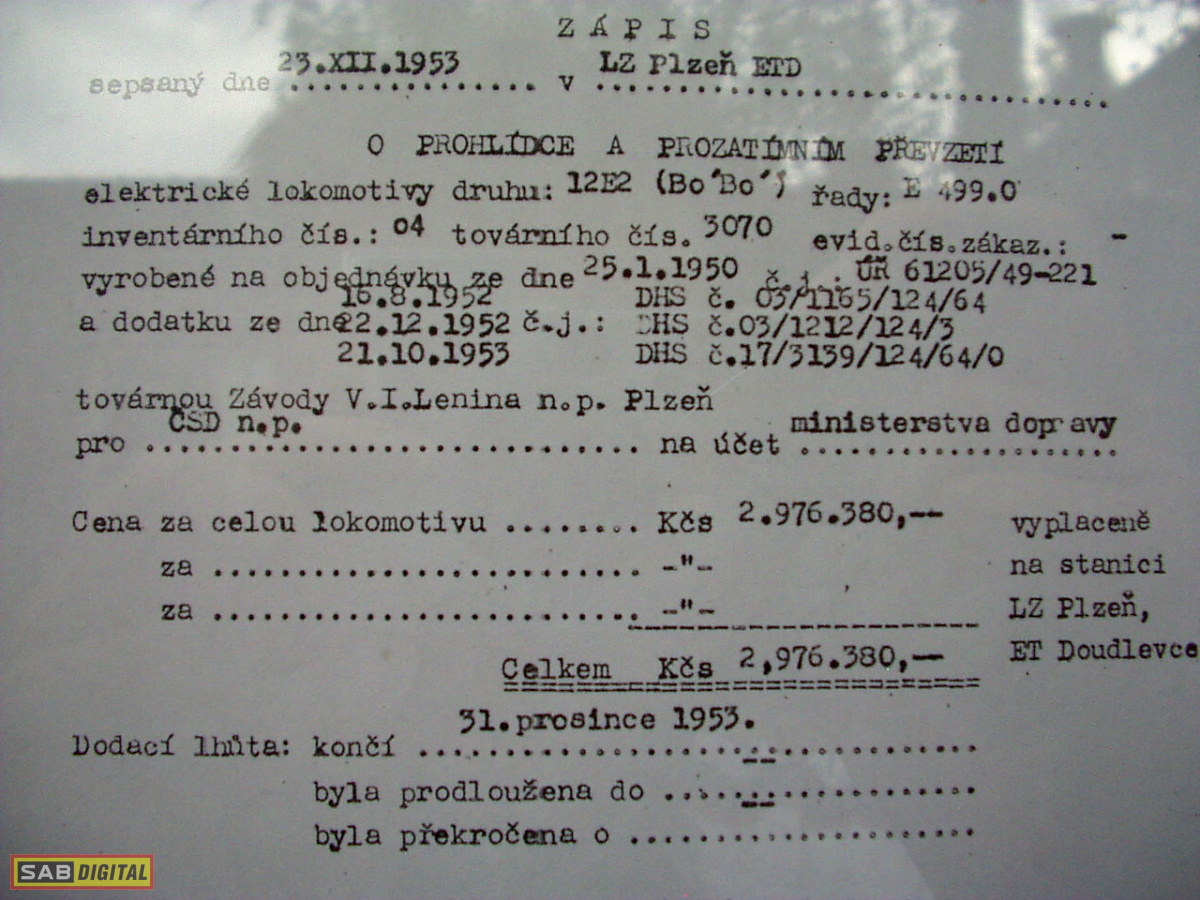 Z Á P I S
sepsaný dne 23.XII.1953 v LZ Plzeň ETD
O PROHLÍDCE A PROZATÍMNÍM PŘEVZETÍ
elektrické lokomotivy druhu: 12E2 (Bo´Bo´) řady: E 499.0
inventárního čís.: 04 továrního čís. 3070 evid.čís.zákaz.: -
vyrobené na objednávku ze dne 25.1.1950 č.j. ÚŘ 61205/49-221
16.8.1952 DHS č. 03/1165/124/64
a dodatku ze dne 22.12.1952 č.j.: DHS č.03/1212/124/3
21.10.1953 DHS č.17/3139/124/64/0
továrnou Závody V.I.Lenina n.p. Plzeň
pro ČSD n.p. na účet ministerstva dopravy
Cena za celou lokomotivu ........ Kčs 2.976.380,-- vyplaceně
za .......................... -"- na stanici
za .......................... -"- LZ Plzeň,
ET Doudlevce
Celkem Kčs 2,976.380,--
31.prosince 1953.
Dodací lhůta: končí ..................................
byla prodloužena do ....--..............
byla překročena o ....--................
SAB DIGITAL